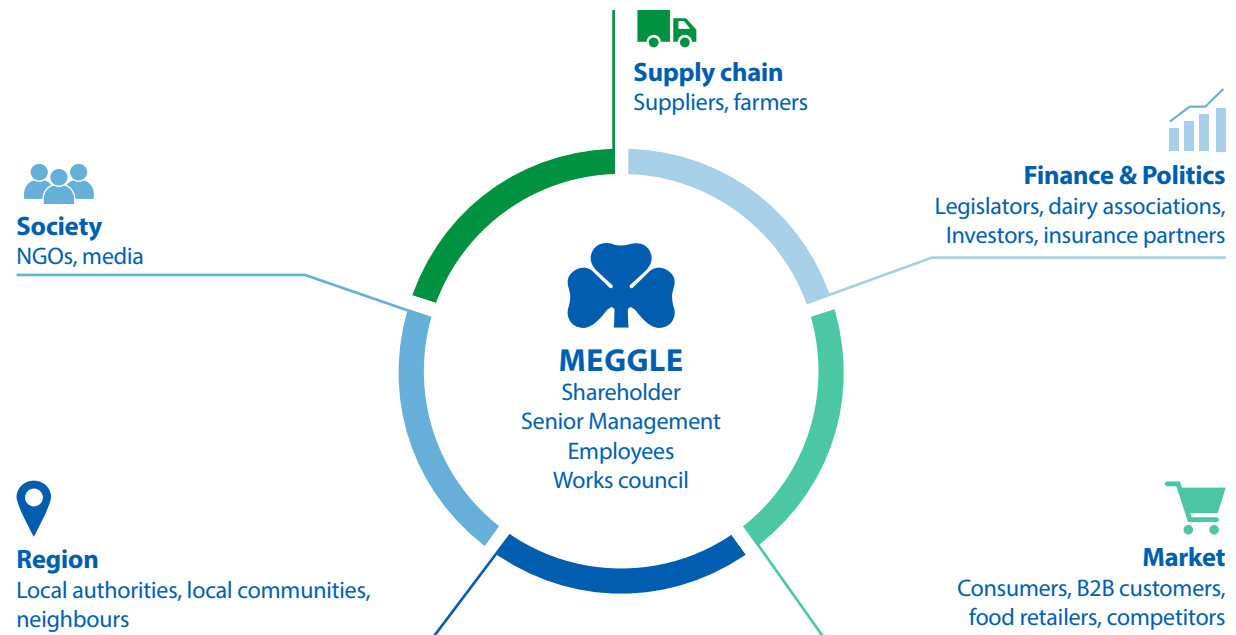 Supply chain
Suppliers, farmers
Finance & Politics
Legislators, dairy associations,
Investors, insurance partners
Society
NGOs, media
MEGGLE
Shareholder
Senior Management
Employees
Works council
Region
Local authorities, local communities,
neighbours
Market
Consumers, B2B customers,
food retailers, competitors